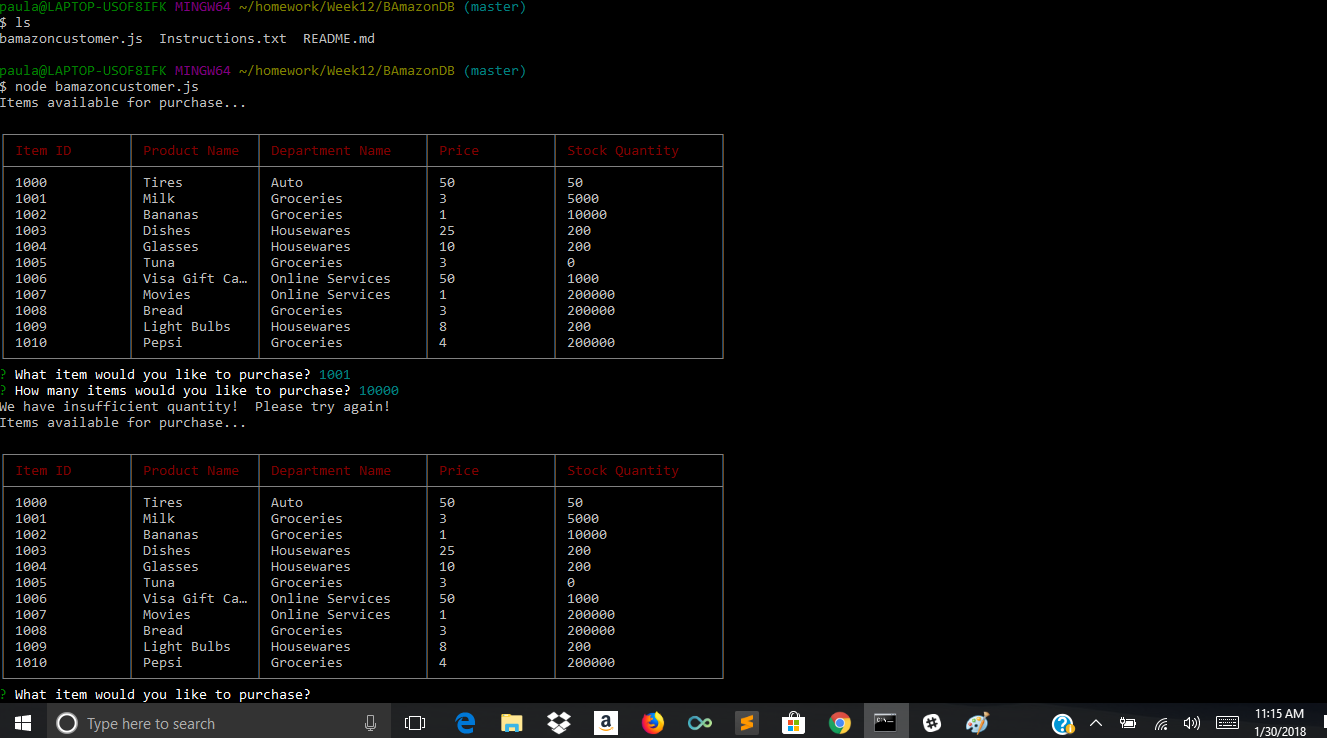 paula@LAPTOP-USOF8IFK MINGW64 ~/homework/Week12/BAmazonDB (master)
$ ls
bamazoncustomer.js  Instructions.txt  README.md
paula@LAPTOP-USOF8IFK MINGW64 ~/homework/Week12/BAmazonDB (master)
$ node bamazoncustomer.js
Items available for purchase...
Item ID Product Name Department Name Price Stock Quantity
1000 Tires Auto 50 50
1001 Milk Groceries 3 5000
1002 Bananas Groceries 1 10000
1003 Dishes Housewares 25 200
1004 Glasses Housewares 10 200
1005 Tuna Groceries 3 0
1006 Visa Gift Ca… Online Services 50 1000
1007 Movies Online Services 1 200000
1008 Bread Groceries 3 200000
1009 Light Bulbs Housewares 8 200
1010 Pepsi Groceries 4 200000
? What item would you like to purchase? 1001
? How many items would you like to purchase? 10000
We have insufficient quantity!  Please try again!
Items available for purchase...
Item ID Product Name Department Name Price Stock Quantity
1000 Tires Auto 50 50
1001 Milk Groceries 3 5000
1002 Bananas Groceries 1 10000
1003 Dishes Housewares 25 200
1004 Glasses Housewares 10 200
1005 Tuna Groceries 3 0
1006 Visa Gift Ca… Online Services 50 1000
1007 Movies Online Services 1 200000
1008 Bread Groceries 3 200000
1009 Light Bulbs Housewares 8 200
1010 Pepsi Groceries 4 200000
? What item would you like to purchase?
Type here to search
11:15 AM
1/30/2018